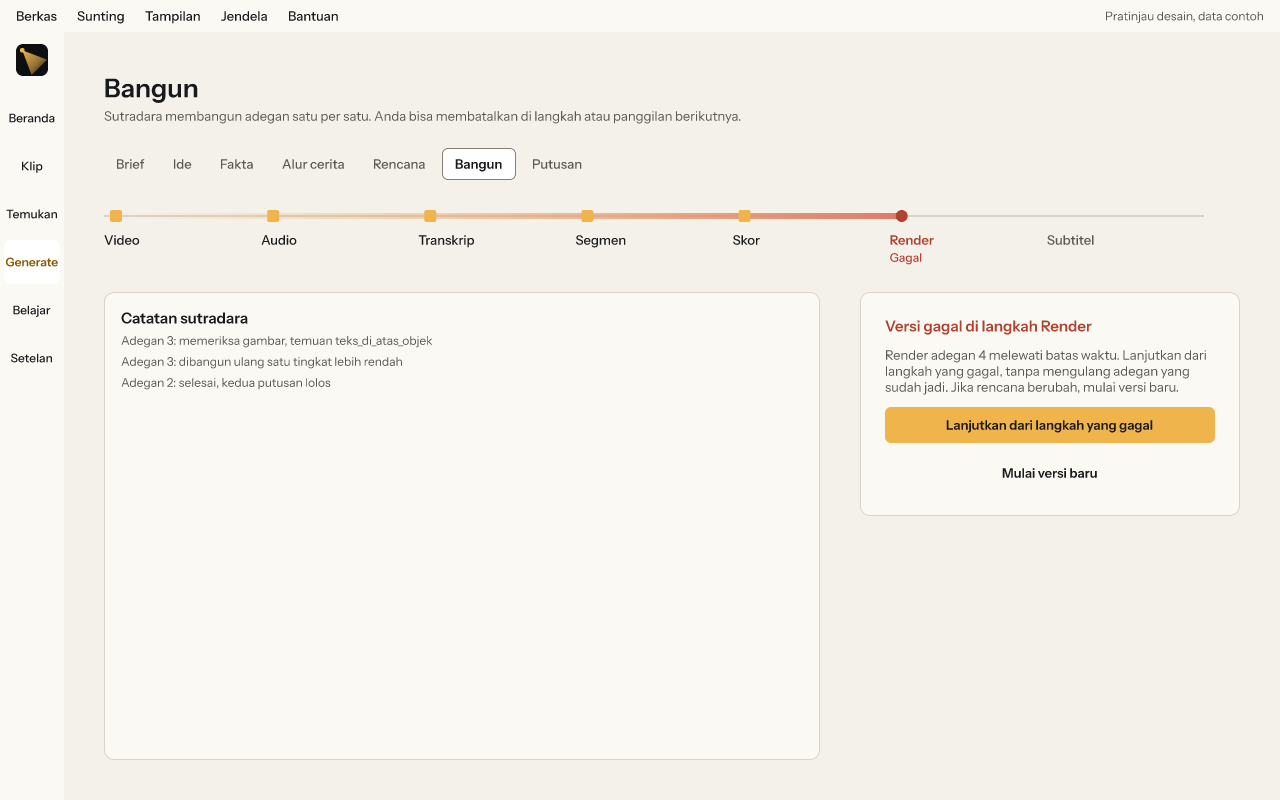 Berkas Sunting Tampilan Jendela Bantuan Pratinjau desain, data contoh
Beranda
Klip
Temukan
Generate
Belajar
Setelan
Bangun
Sutradara membangun adegan satu per satu. Anda bisa membatalkan di langkah atau panggilan berikutnya.
Brief Ide Fakta Alur cerita Rencana Bangun Putusan
Video Audio Transkrip Segmen Skor Render Subtitel
Gagal
Catatan sutradara
Adegan 3: memeriksa gambar, temuan teks_di_atas_objek
Adegan 3: dibangun ulang satu tingkat lebih rendah
Adegan 2: selesai, kedua putusan lolos
Versi gagal di langkah Render
Render adegan 4 melewati batas waktu. Lanjutkan dari
langkah yang gagal, tanpa mengulang adegan yang
sudah jadi. Jika rencana berubah, mulai versi baru.
Lanjutkan dari langkah yang gagal
Mulai versi baru